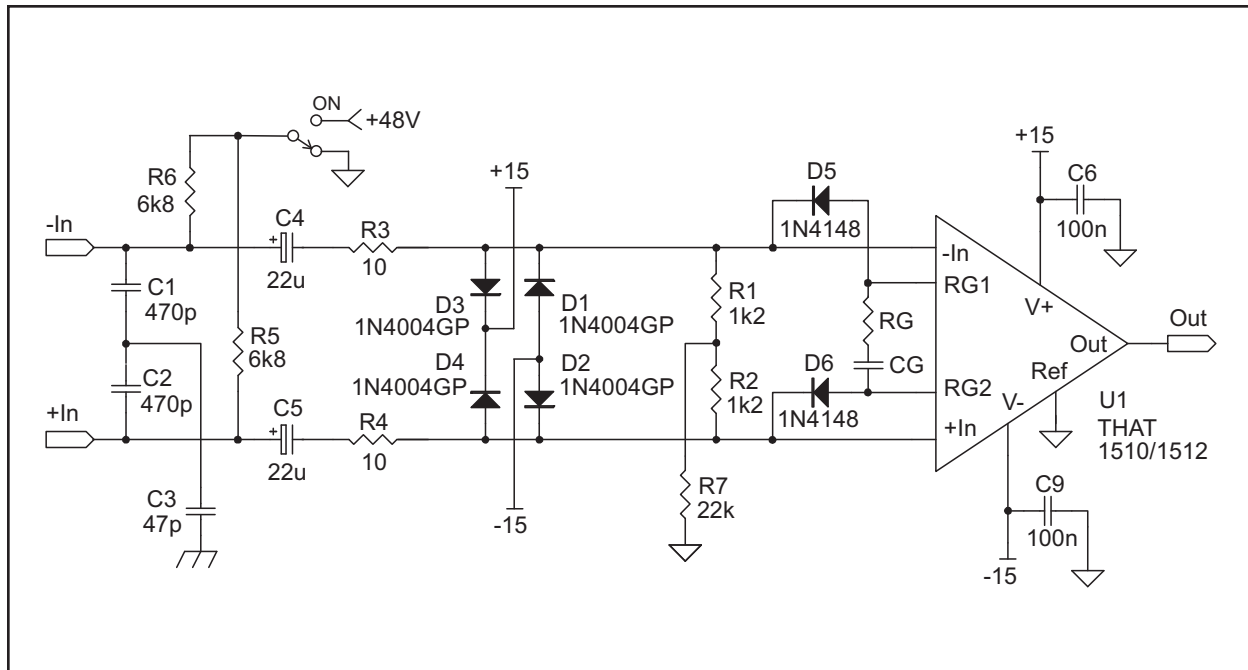 ON
+48V
+15
+15
R6
6k8
D5
C6
-In
C4
R3
1N4148
100n
+
22u
10
-In
C1
470p
D3
1N4004GP
D1
1N4004GP
R1
1k2
RG1
V+
RG
R5
6k8
Out
Out
D4
1N4004GP
D2
1N4004GP
C2
470p
R2
1k2
D6
1N4148
CG
RG2
Ref
+In
C5
R4
+In
V-
U1
THAT
1510/1512
+
22u
10
C3
47p
R7
22k
C9
100n
-15
-15